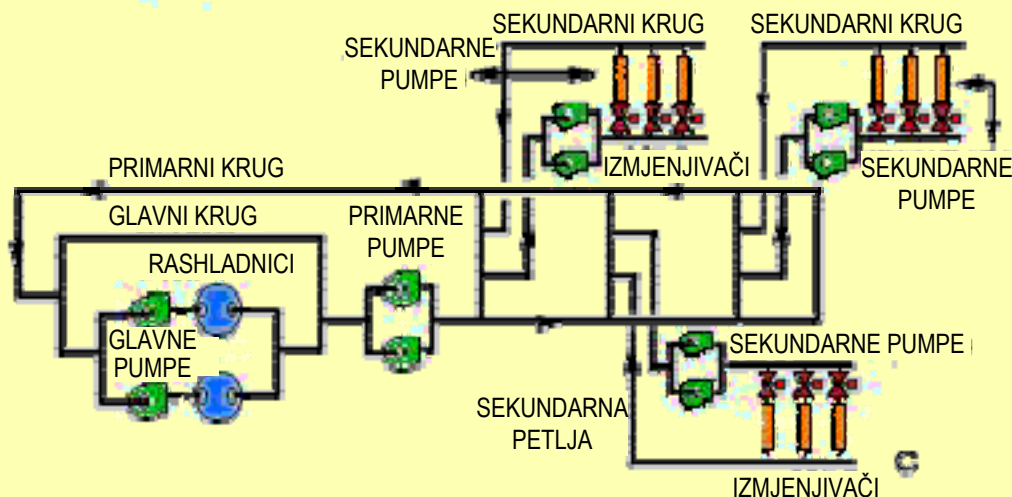 SEKUNDARNI KRUG
SEKUNDARNI KRUG
SEKUNDARNE
PUMPE
IZMJENJIVAČI
SEKUNDARNE
PUMPE
PRIMARNI KRUG
GLAVNI KRUG
PRIMARNE
PUMPE
RASHLADNICI
GLAVNE
PUMPE
SEKUNDARNE PUMPE
SEKUNDARNA
PETLJA
C
IZMJENJIVAČI